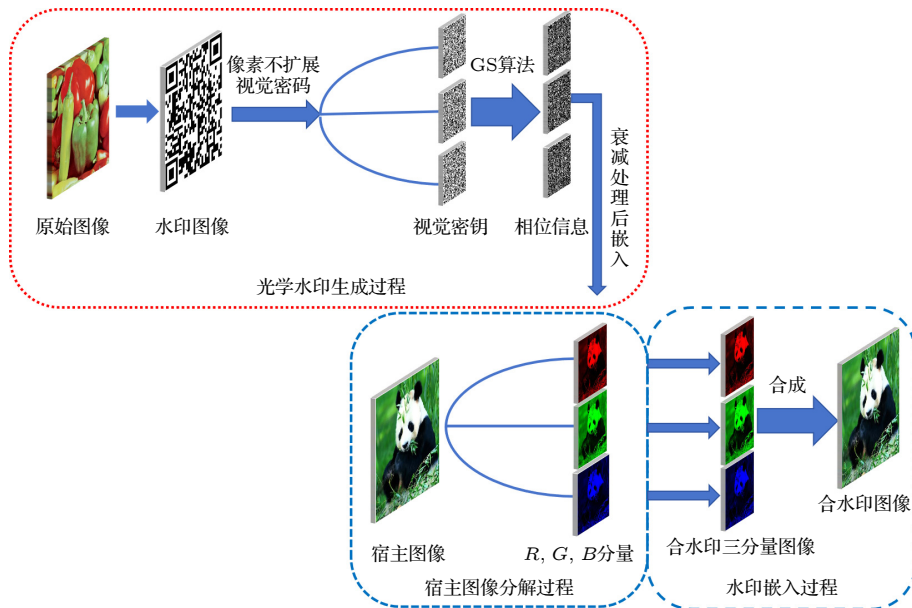 像素不扩展
视觉密码
GS算法
衰减处理后嵌入
原始图像
水印图像
视觉密钥
相位信息
光学水印生成过程
合成
宿主图像
R, G, B分量
合水印三分量图像
合水印图像
宿主图像分解过程
水印嵌入过程